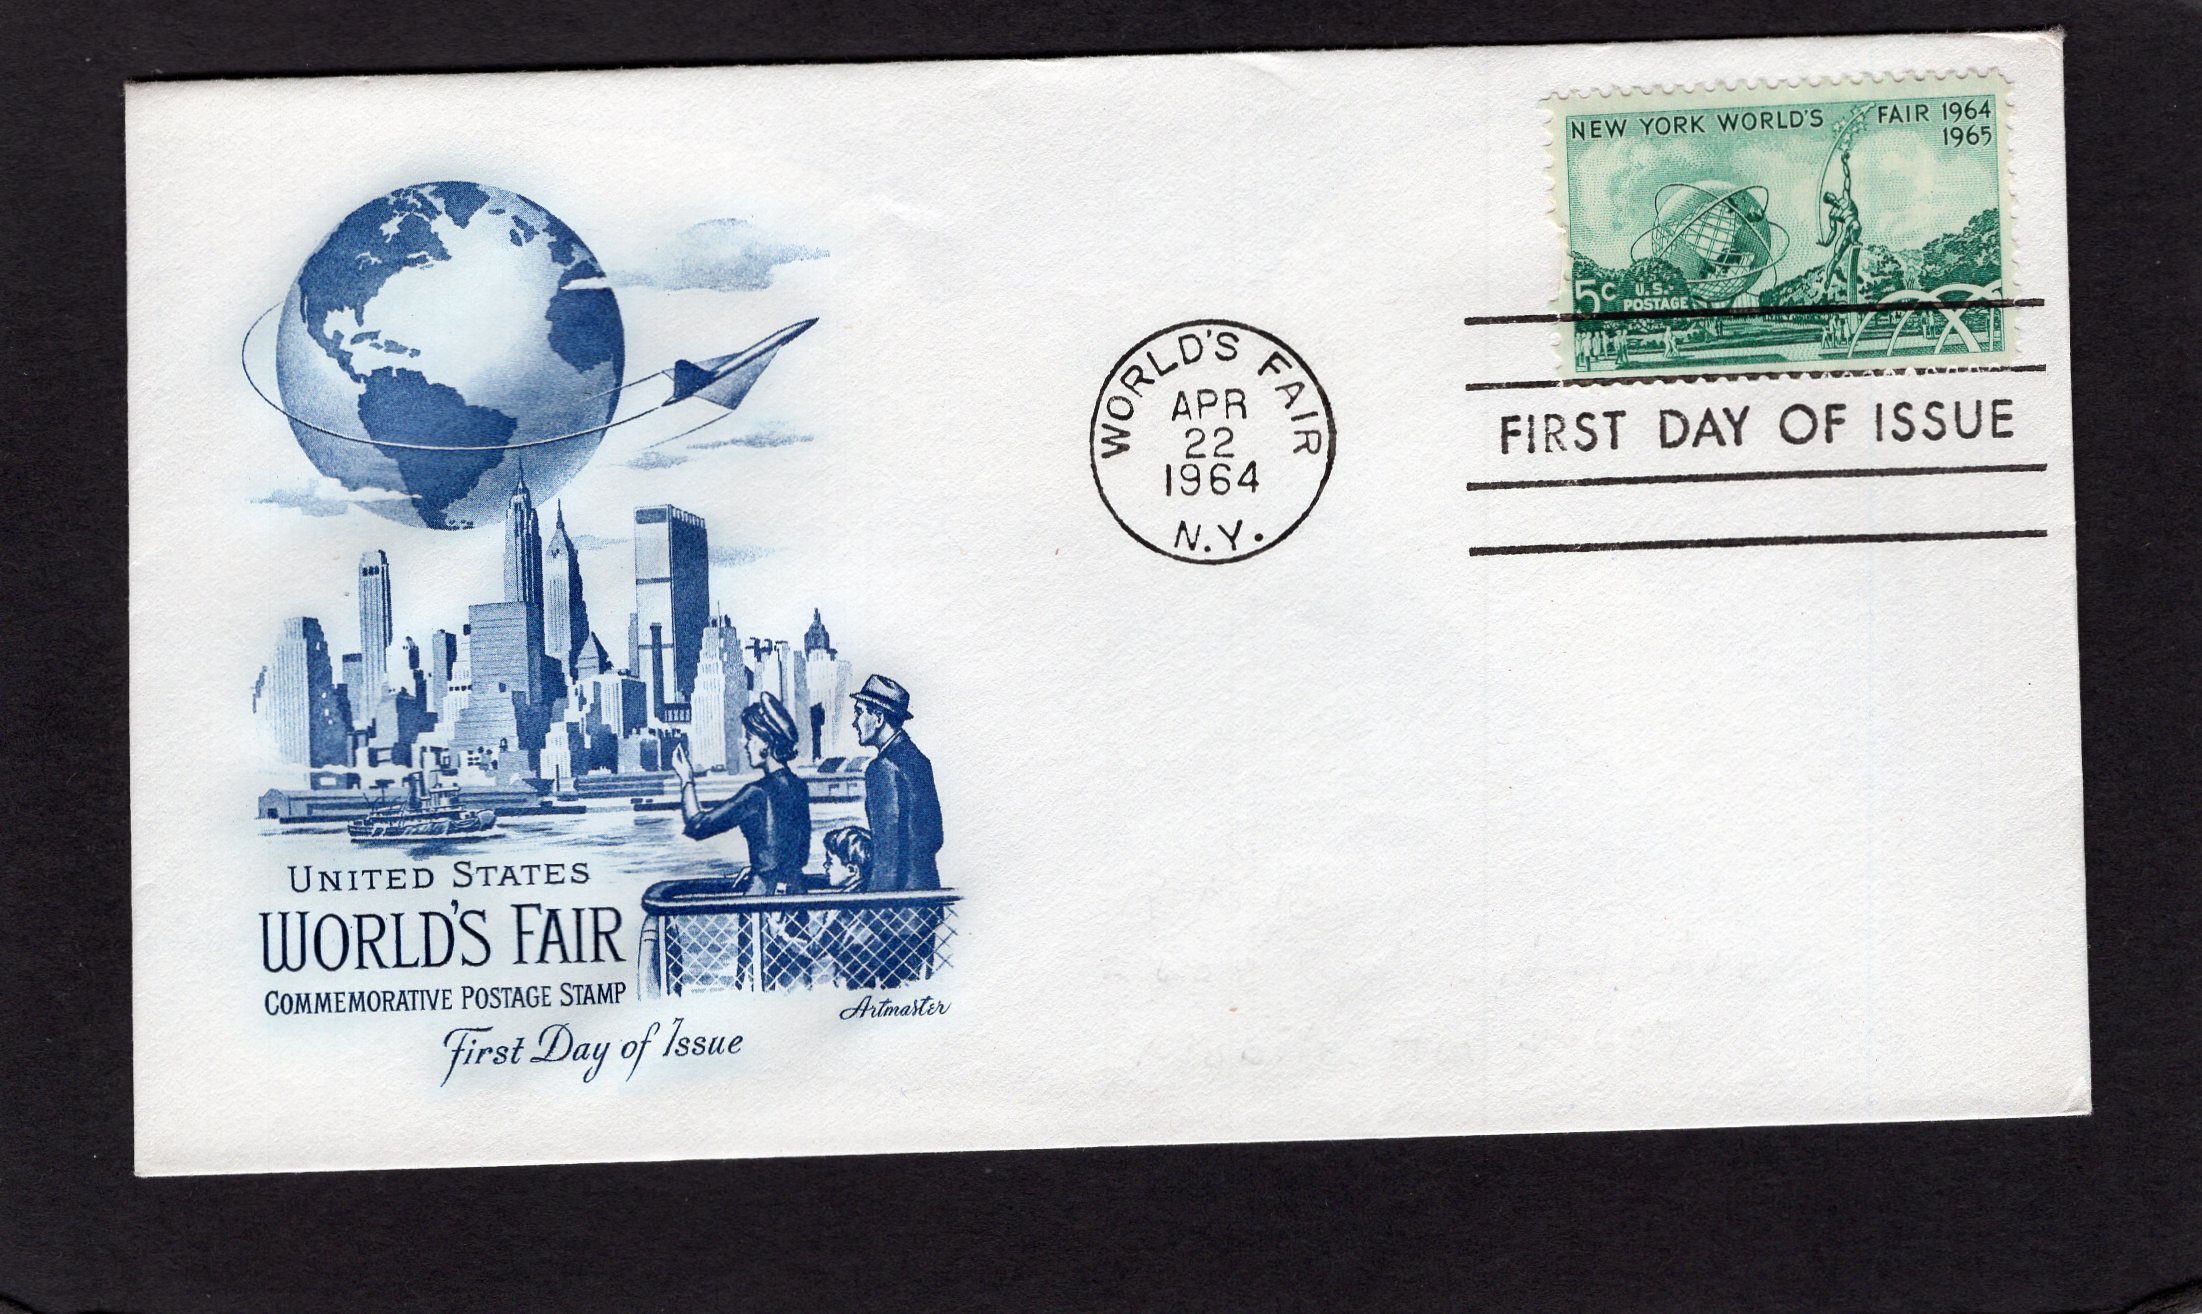 NEW YORK WORLD'S FAIR 1964
1965
5c U.S. POSTAGE
WORLD'S FAIR
APR
22
1964
N.Y.
FIRST DAY OF ISSUE
UNITED STATES
WORLD'S FAIR
COMMEMORATIVE POSTAGE STAMP
First Day of Issue
Artmaster